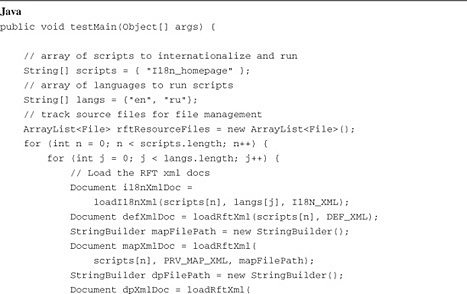 Java
public void testMain(Object[] args) {
// array of scripts to internationalize and run
String[] scripts = { "I18n_homepage" };
// array of languages to run scripts
String[] langs = {"en", "ru"};
// track source files for file management
ArrayList<File> rftResourceFiles = new ArrayList<File>();
for (int n = 0; n < scripts.length; n++) {
for (int j = 0; j < langs.length; j++) {
// Load the RFT xml docs
Document i18nXmlDoc =
loadI18nXml(scripts[n], langs[j], I18N_XML);
Document defXmlDoc = loadRftXml(scripts[n], DEF_XML);
StringBuilder mapFilePath = new StringBuilder();
Document mapXmlDoc = loadRftXml(
scripts[n], PRV_MAP_XML, mapFilePath);
StringBuilder dpFilePath = new StringBuilder();
Document dpXmlDoc = loadRftXml(